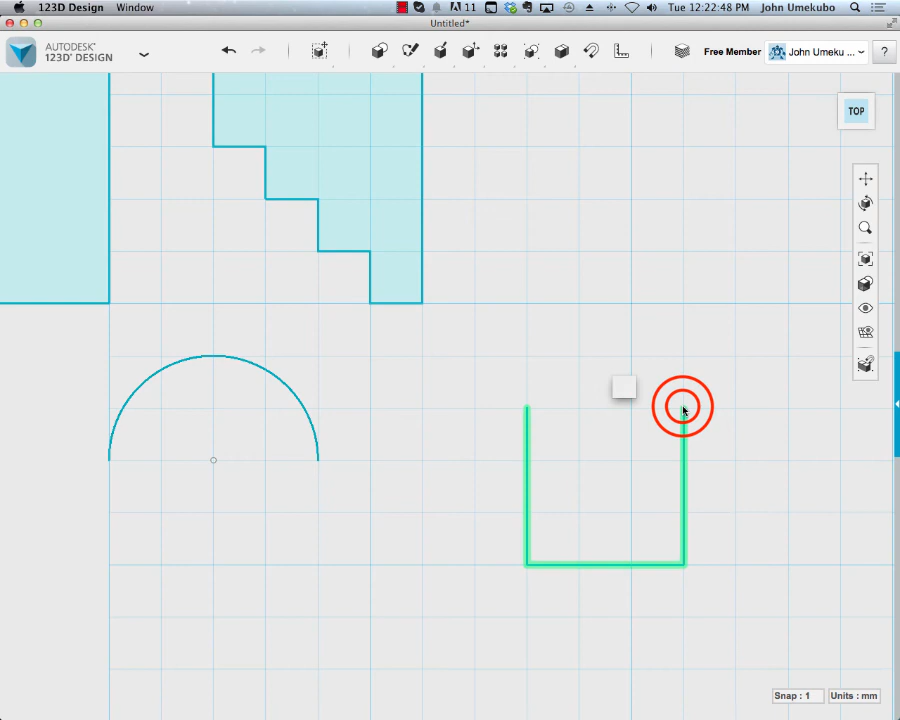 123D Design Window 11 Tue 12:22:48 PM John Umekubo
Untitled*
AUTODESK®
123D® DESIGN
Free Member John Umeku ... ?
TOP
Snap : 1 Units : mm